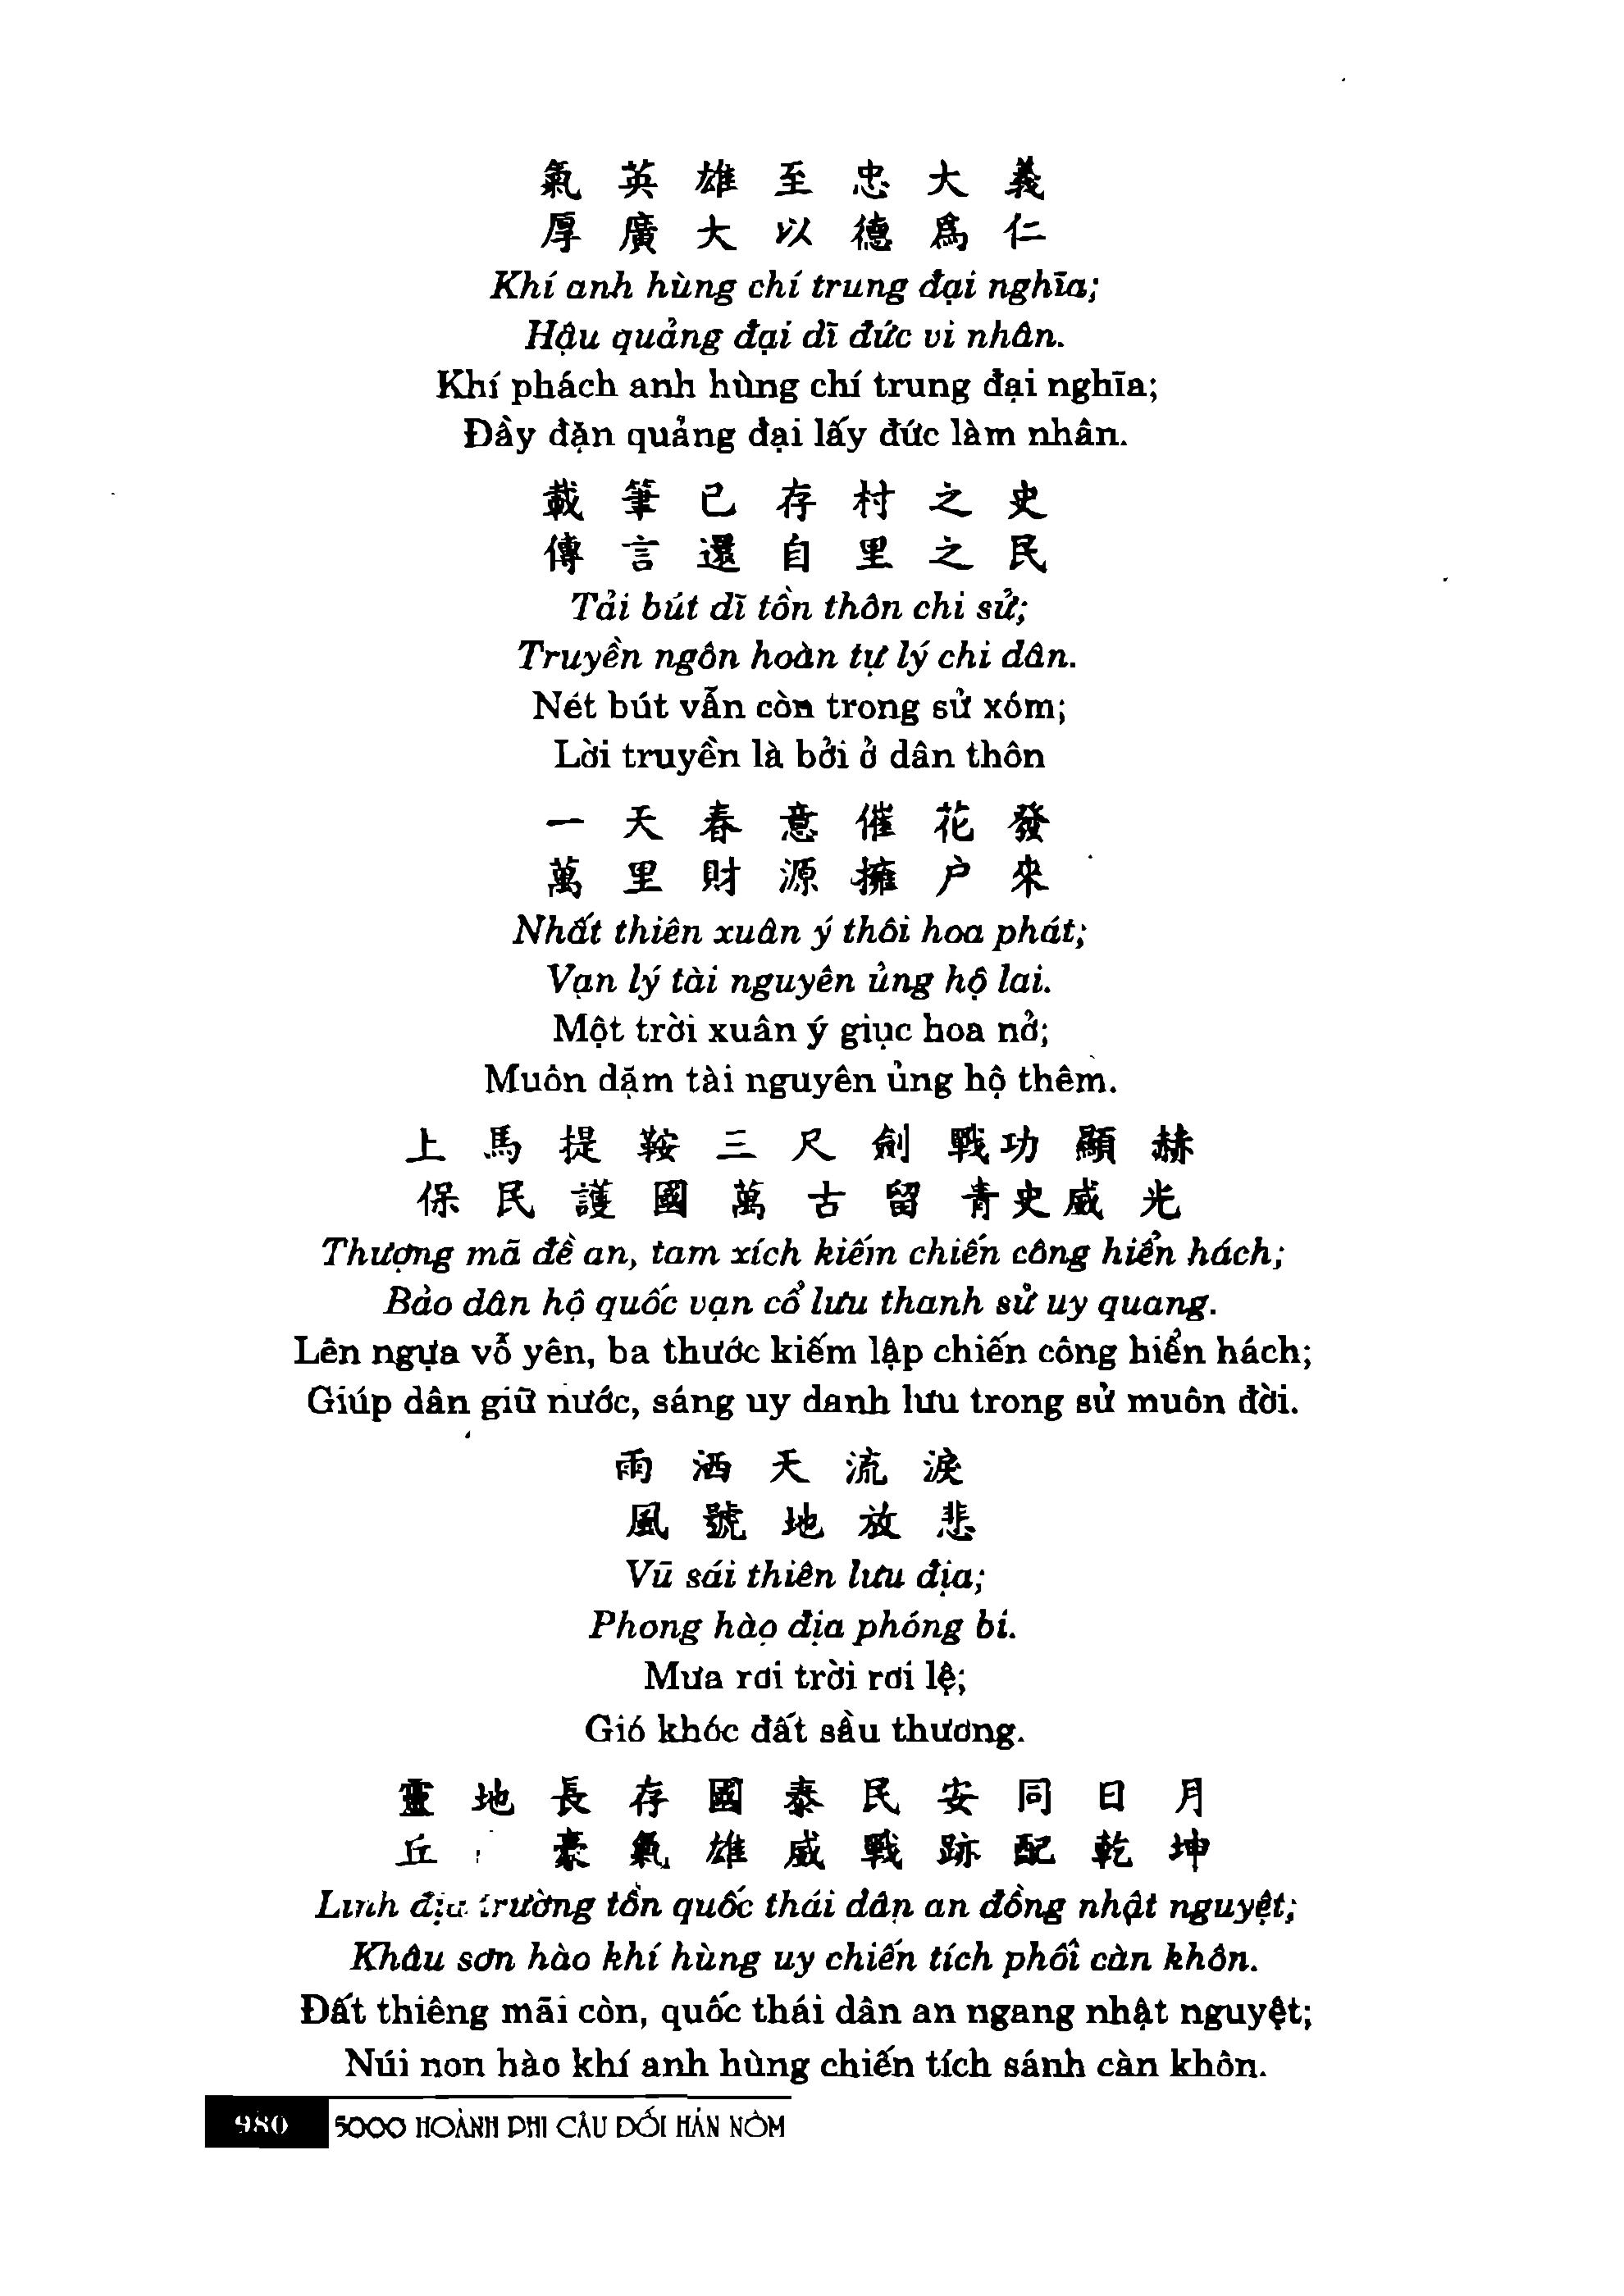 氣英雄至忠大義
厚廣大以德爲仁
Khí anh hùng chí trung đại nghĩa;
Hậu quảng đại dĩ đức vi nhân.
Khí phách anh hùng chí trung đại nghĩa;
Đầy đặn quảng đại lấy đức làm nhân.
載筆已存村之史
傳言還自里之民
Tải bút dĩ tồn thôn chi sử;
Truyền ngôn hoàn tự lý chi dân.
Nét bút vẫn còn trong sử xóm;
Lời truyền là bởi ở dân thôn
一天春意催花發
萬里財源擁户來
Nhất thiên xuân ý thôi hoa phát;
Vạn lý tài nguyên ủng hộ lai.
Một trời xuân ý giục hoa nở;
Muôn dặm tài nguyên ủng hộ thêm.
上馬提鞍三尺劍戰功顯赫
保民護國萬古留青史威光
Thượng mã đề an, tam xích kiếm chiến công hiển hách;
Bảo dân hộ quốc vạn cổ lưu thanh sử uy quang.
Lên ngựa vỗ yên, ba thước kiếm lập chiến công hiển hách;
Giúp dân giữ nước, sáng uy danh lưu trong sử muôn đời.
雨洒天流淚
風號地放悲
Vũ sái thiên lưu địa;
Phong hào địa phóng bi.
Mưa rơi trời rơi lệ;
Gió khóc đất sầu thương.
靈地長存國泰民安同日月
丘豪氣雄威戰跡配乾坤
Linh địa trường tồn quốc thái dân an đồng nhật nguyệt;
Khâu sơn hào khí hùng uy chiến tích phối càn khôn.
Đất thiêng mãi còn, quốc thái dân an ngang nhật nguyệt;
Núi non hào khí anh hùng chiến tích sánh càn khôn.
980 5000 HOÀNH PHI CÂU ĐỐI HÁN NÔM